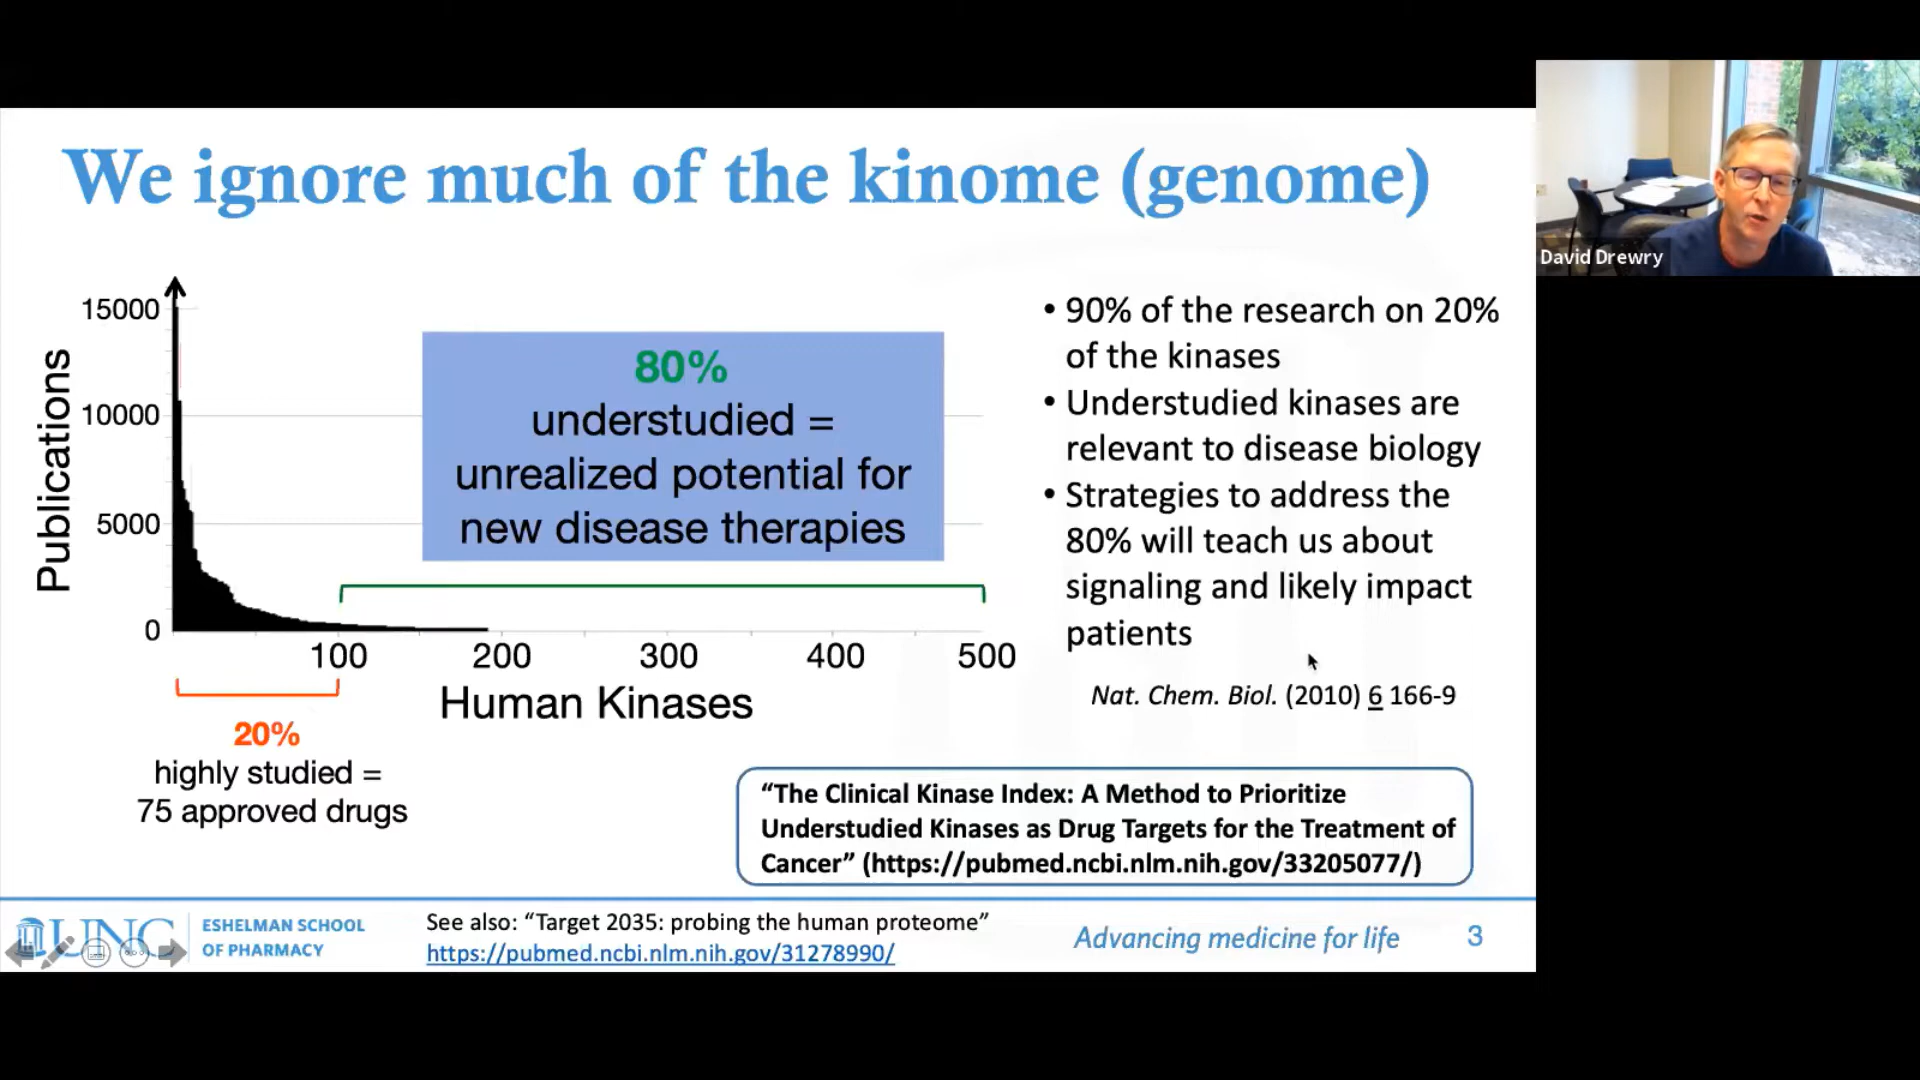 We ignore much of the kinome (genome)
David Drewry
15000
10000
5000
0
Publications
80%
understudied =
unrealized potential for
new disease therapies
100
200
300
400
500
Human Kinases
20%
highly studied =
75 approved drugs
• 90% of the research on 20%
of the kinases
• Understudied kinases are
relevant to disease biology
• Strategies to address the
80% will teach us about
signaling and likely impact
patients
Nat. Chem. Biol. (2010) 6 166-9
“The Clinical Kinase Index: A Method to Prioritize
Understudied Kinases as Drug Targets for the Treatment of
Cancer” (https://pubmed.ncbi.nlm.nih.gov/33205077/)
UNC
ESHELMAN SCHOOL
OF PHARMACY
See also: “Target 2035: probing the human proteome”
https://pubmed.ncbi.nlm.nih.gov/31278990/
Advancing medicine for life
3